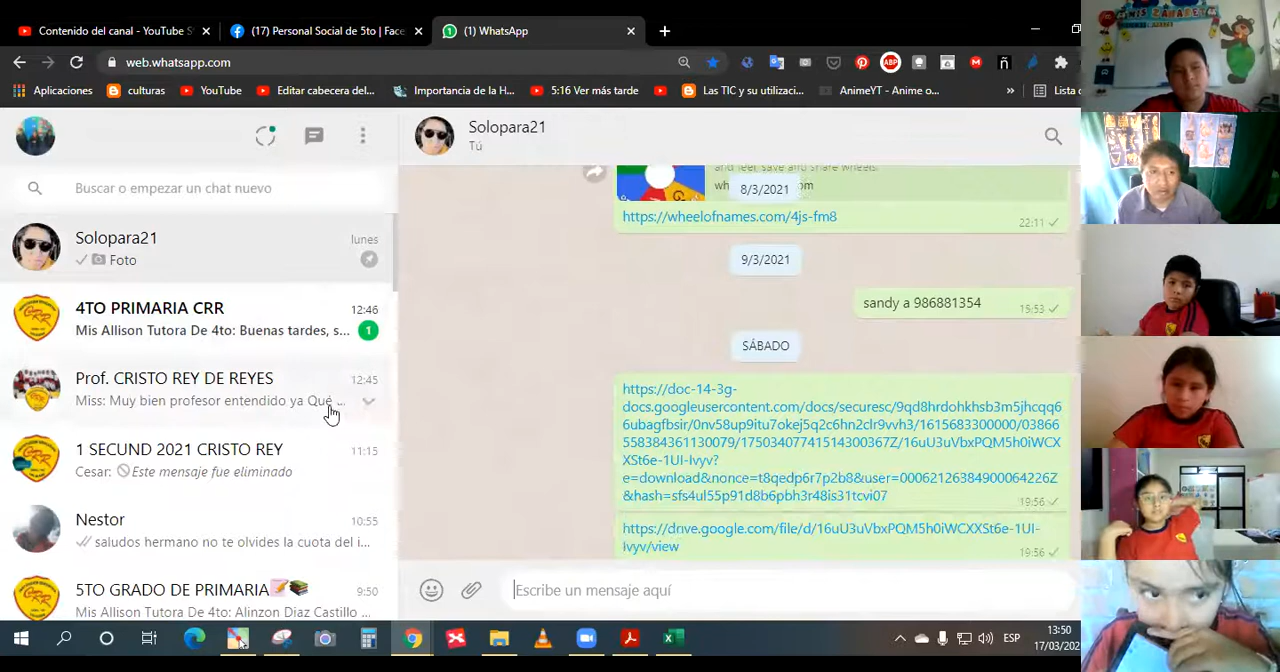 Contenido del canal - YouTube S
(17) Personal Social de 5to | Face
(1) WhatsApp
web.whatsapp.com
Aplicaciones
culturas
YouTube
Editar cabecera del...
Importancia de la H...
5:16 Ver más tarde
Las TIC y su utilizaci...
AnimeYT - Anime o...
»
Lista d
Solopara21
Tú
Buscar o empezar un chat nuevo
Solopara21
lunes
Foto
4TO PRIMARIA CRR
12:46
Mis Allison Tutora De 4to: Buenas tardes, s...
1
Prof. CRISTO REY DE REYES
12:45
Miss: Muy bien profesor entendido ya Qué ...
1 SECUND 2021 CRISTO REY
11:15
Cesar: Este mensaje fue eliminado
Nestor
10:55
saludos hermano no te olvides la cuota del i...
5TO GRADO DE PRIMARIA
9:50
Mis Allison Tutora De 4to: Alinzon Diaz Castillo
and feel, save and share wheels.
8/3/2021
https://wheelofnames.com/4js-fm8
22:11
9/3/2021
sandy a 986881354
15:53
SÁBADO
https://doc-14-3g-
docs.googleusercontent.com/docs/securesc/9qd8hrdohkhsb3m5jhcqq6
6ubagfbsir/0nv58up9itu7okej5q2c6hn2clr9vvh3/1615683300000/03866
558384361130079/17503407741514300367Z/16uU3uVbxPQM5h0iWCX
XSt6e-1UI-Ivyv?
e=download&nonce=t8qedp6r7p2b8&user=00062126384900064226Z
&hash=sfs4ul55p91d8b6pbh3r48is31tcvi07
19:56
https://drive.google.com/file/d/16uU3uVbxPQM5h0iWCXXSt6e-1UI-
Ivyv/view
19:56
Escribe un mensaje aquí
ESP
13:50
17/03/202